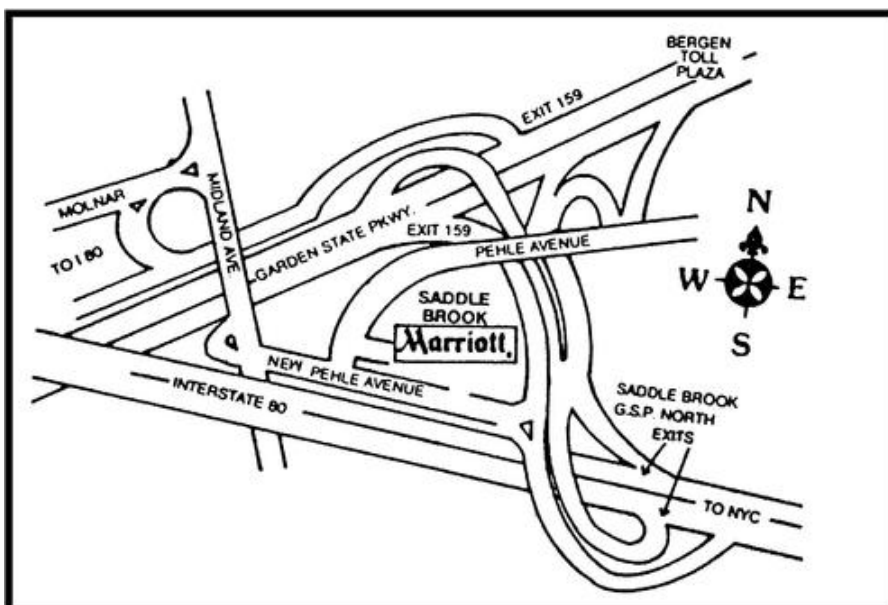 BERGEN
TOLL
PLAZA
EXIT 159
MOLNAR
MIDLAND AVE
TO I 80
GARDEN STATE PKWY.
EXIT 159
PEHLE AVENUE
N
W
E
S
SADDLE
BROOK
Marriott.
NEW PEHLE AVENUE
INTERSTATE 80
SADDLE BROOK
G.S.P. NORTH
EXITS
TO NYC